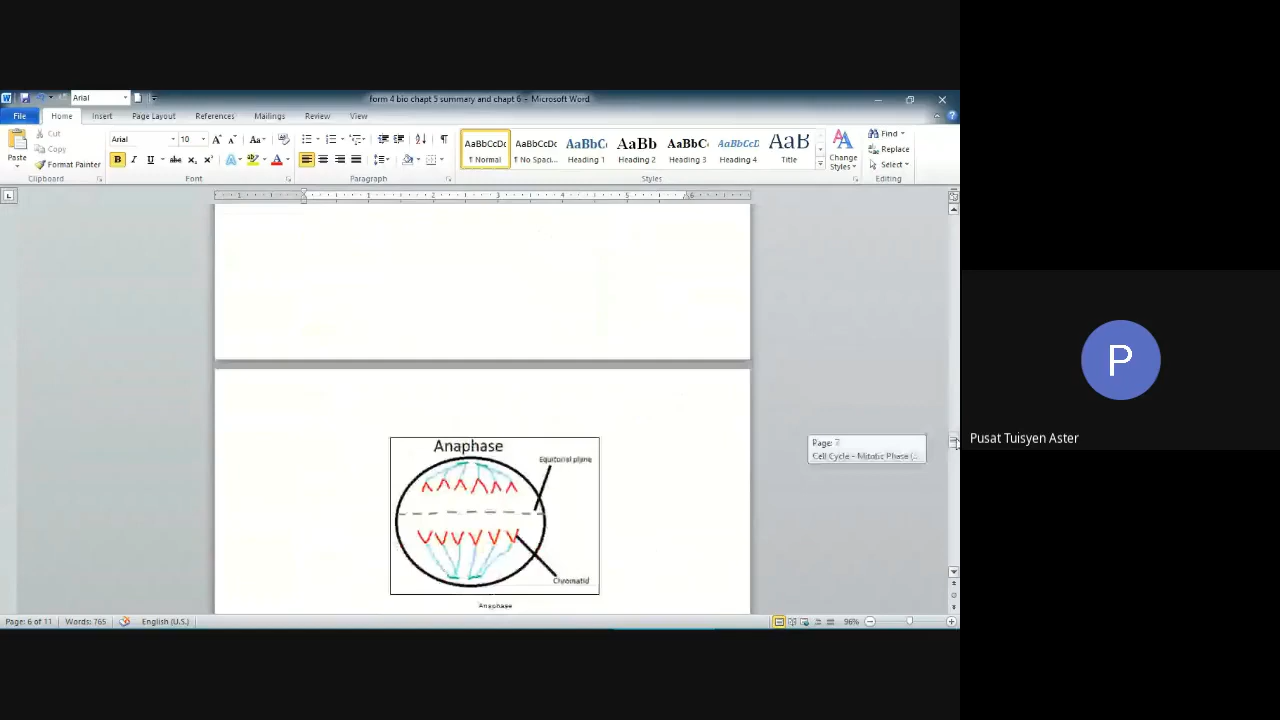 form 4 bio chapt 5 summary and chapt 6 - Microsoft Word
Arial
File Home Insert Page Layout References Mailings Review View
Paste
Cut
Copy
Format Painter
Clipboard
Arial 10
Font
Paragraph
AaBbCcDc AaBbCcDc AaBbC AaBb AaBbC AaBbCcD AaB
¶ Normal ¶ No Spaci... Heading 1 Heading 2 Heading 3 Heading 4 Title
Styles
Change Styles
Find
Replace
Select
Editing
Anaphase
Equitorial plane
Chromatid
Anaphase
Page: 7
Cell Cycle - Mitotic Phase (...
Page: 6 of 11 Words: 765 English (U.S.) 96%
P
Pusat Tuisyen Aster